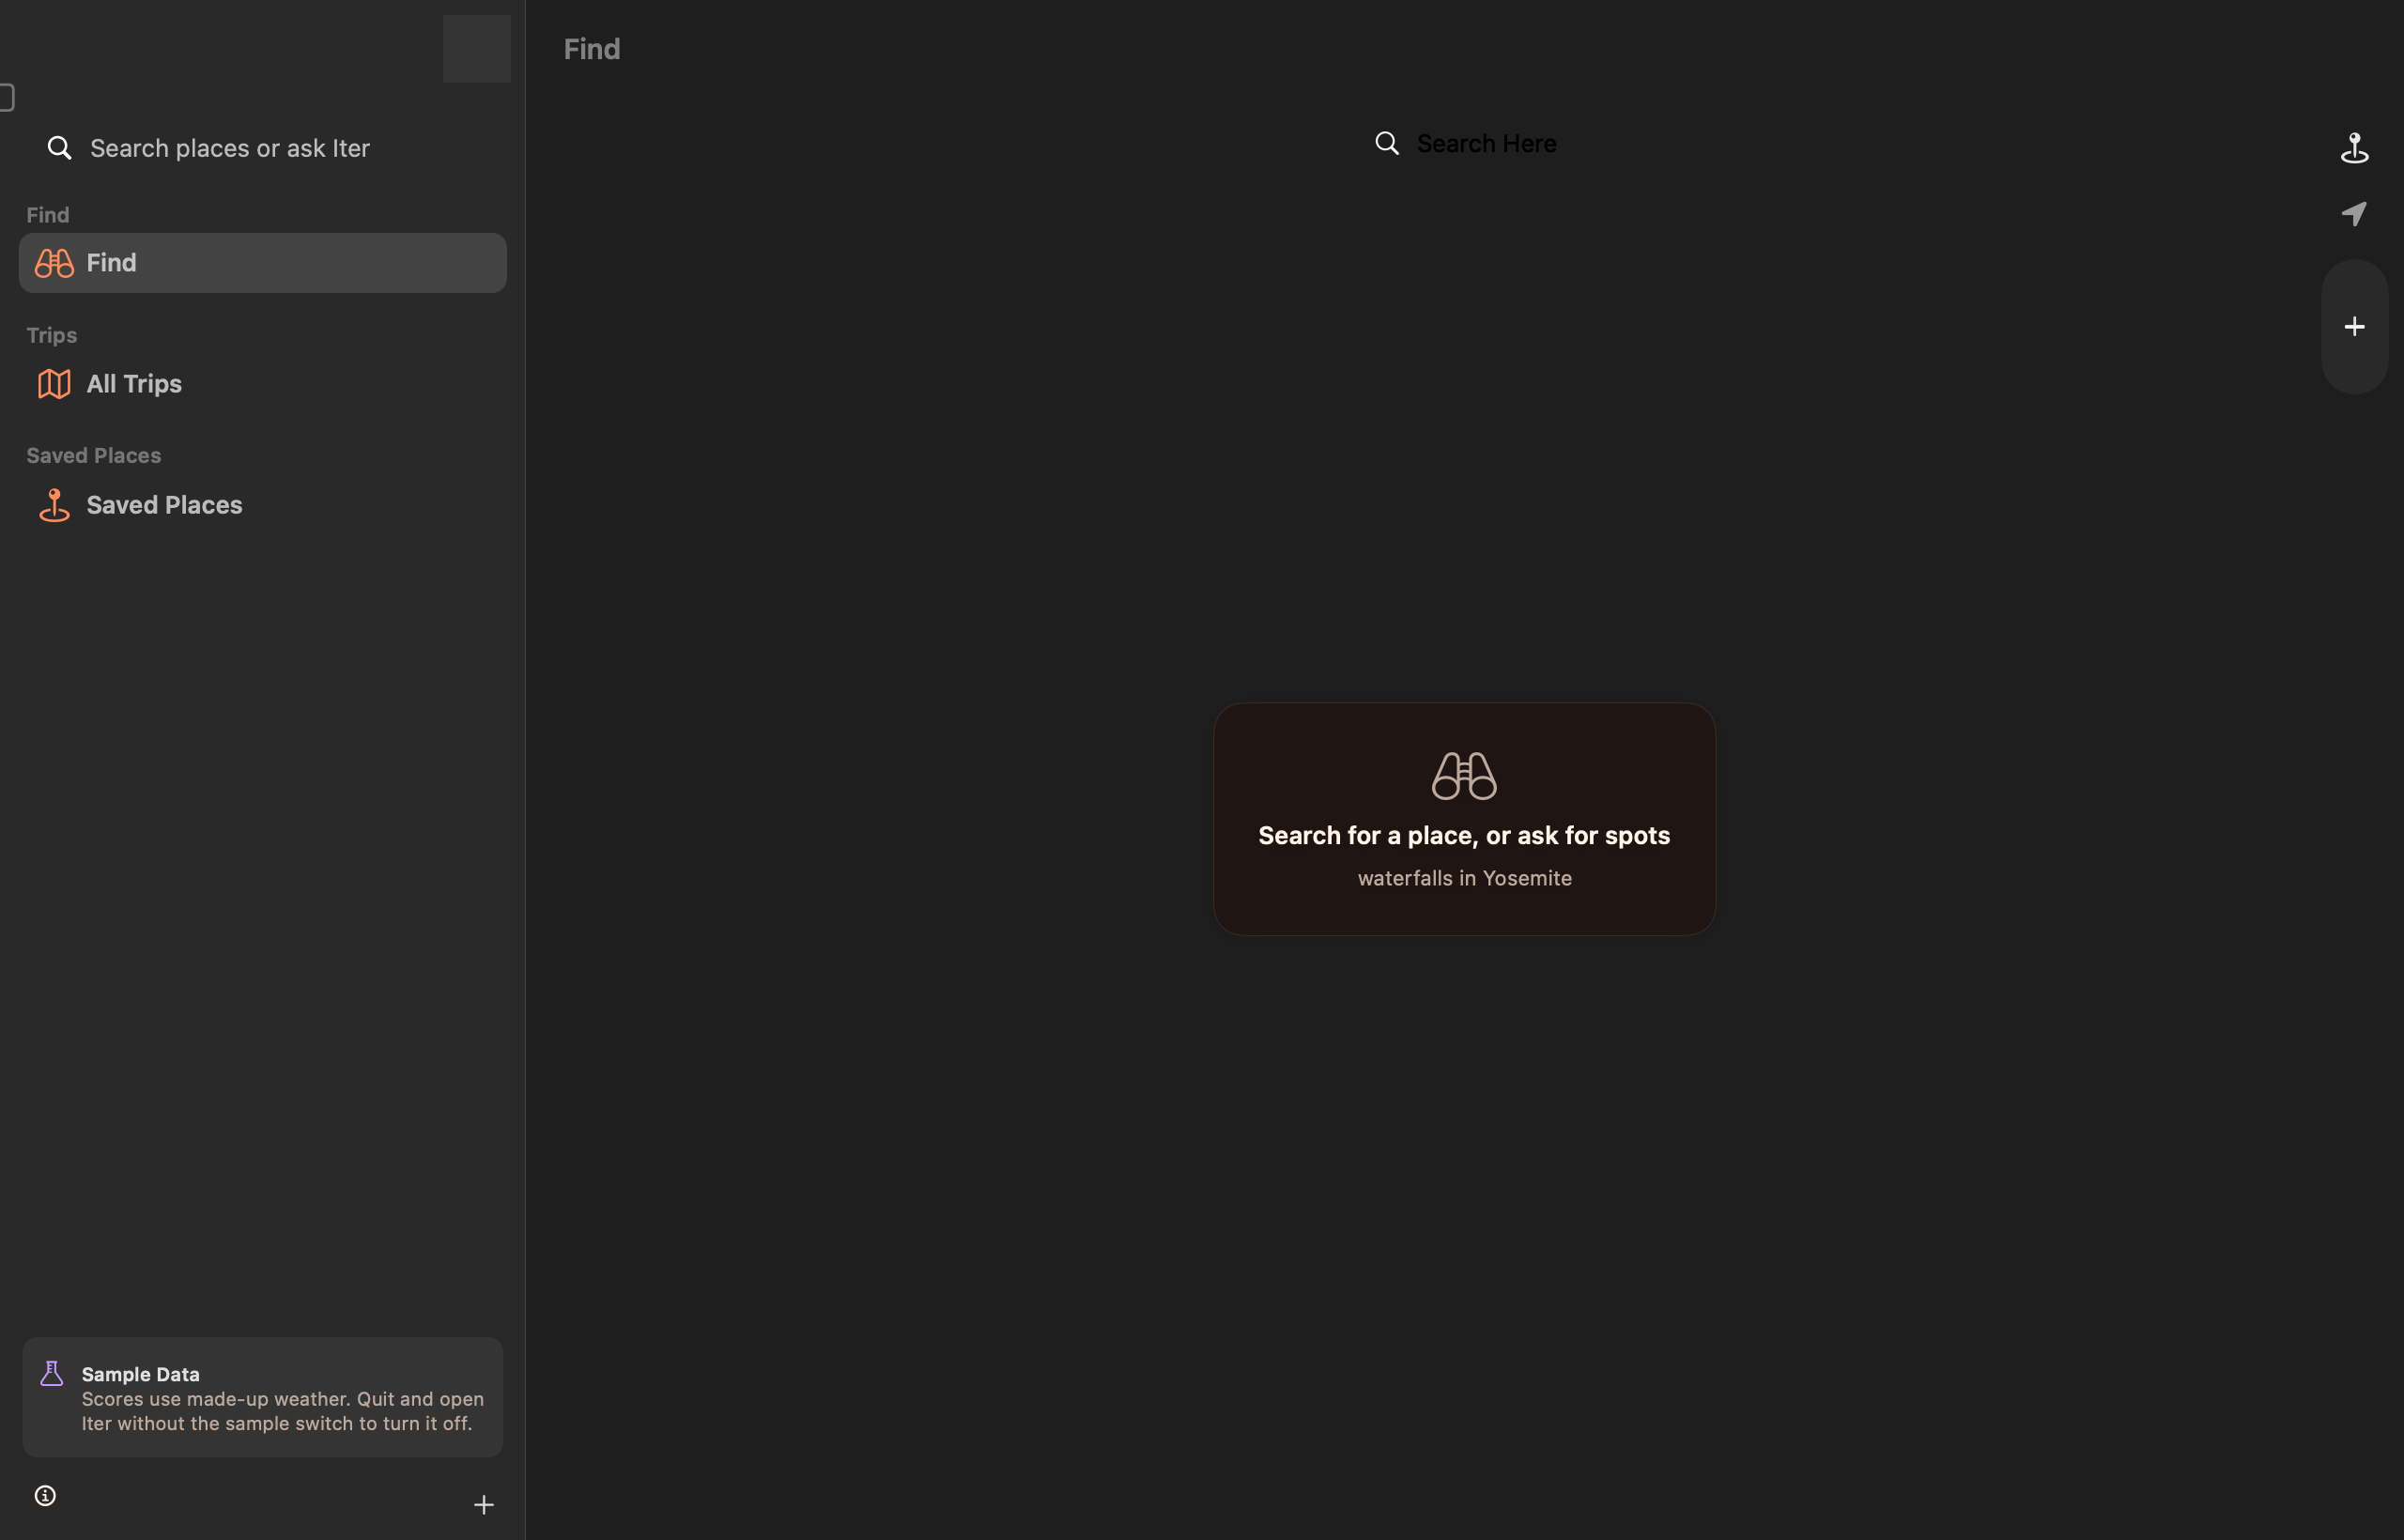 Find
Search places or ask Iter
Search Here
Find
Find
Trips
All Trips
Saved Places
Saved Places
Search for a place, or ask for spots
waterfalls in Yosemite
Sample Data
Scores use made-up weather. Quit and open
Iter without the sample switch to turn it off.